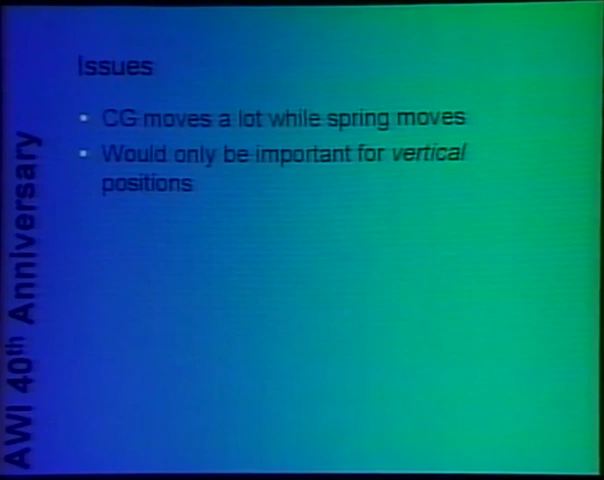 Issues
• CG moves a lot while spring moves
• Would only be important for vertical
positions
AWI 40th Anniversary